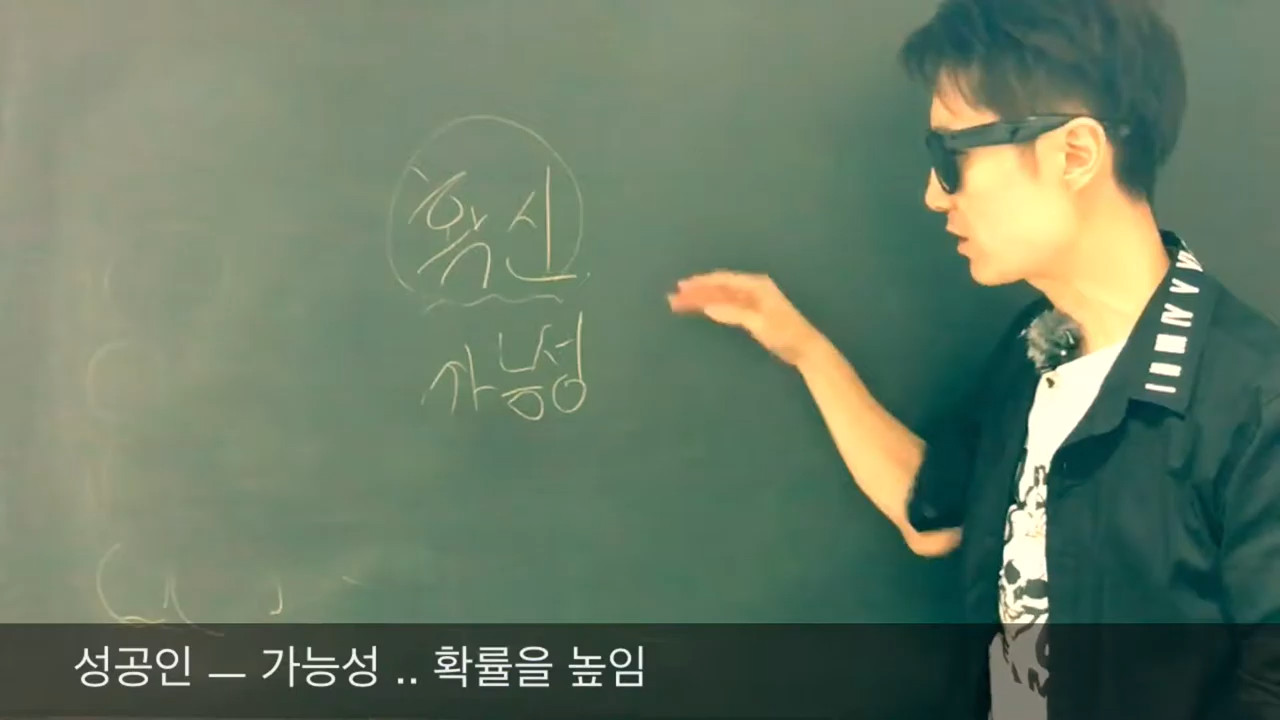 확신
가능성
성공인 — 가능성 .. 확률을 높임